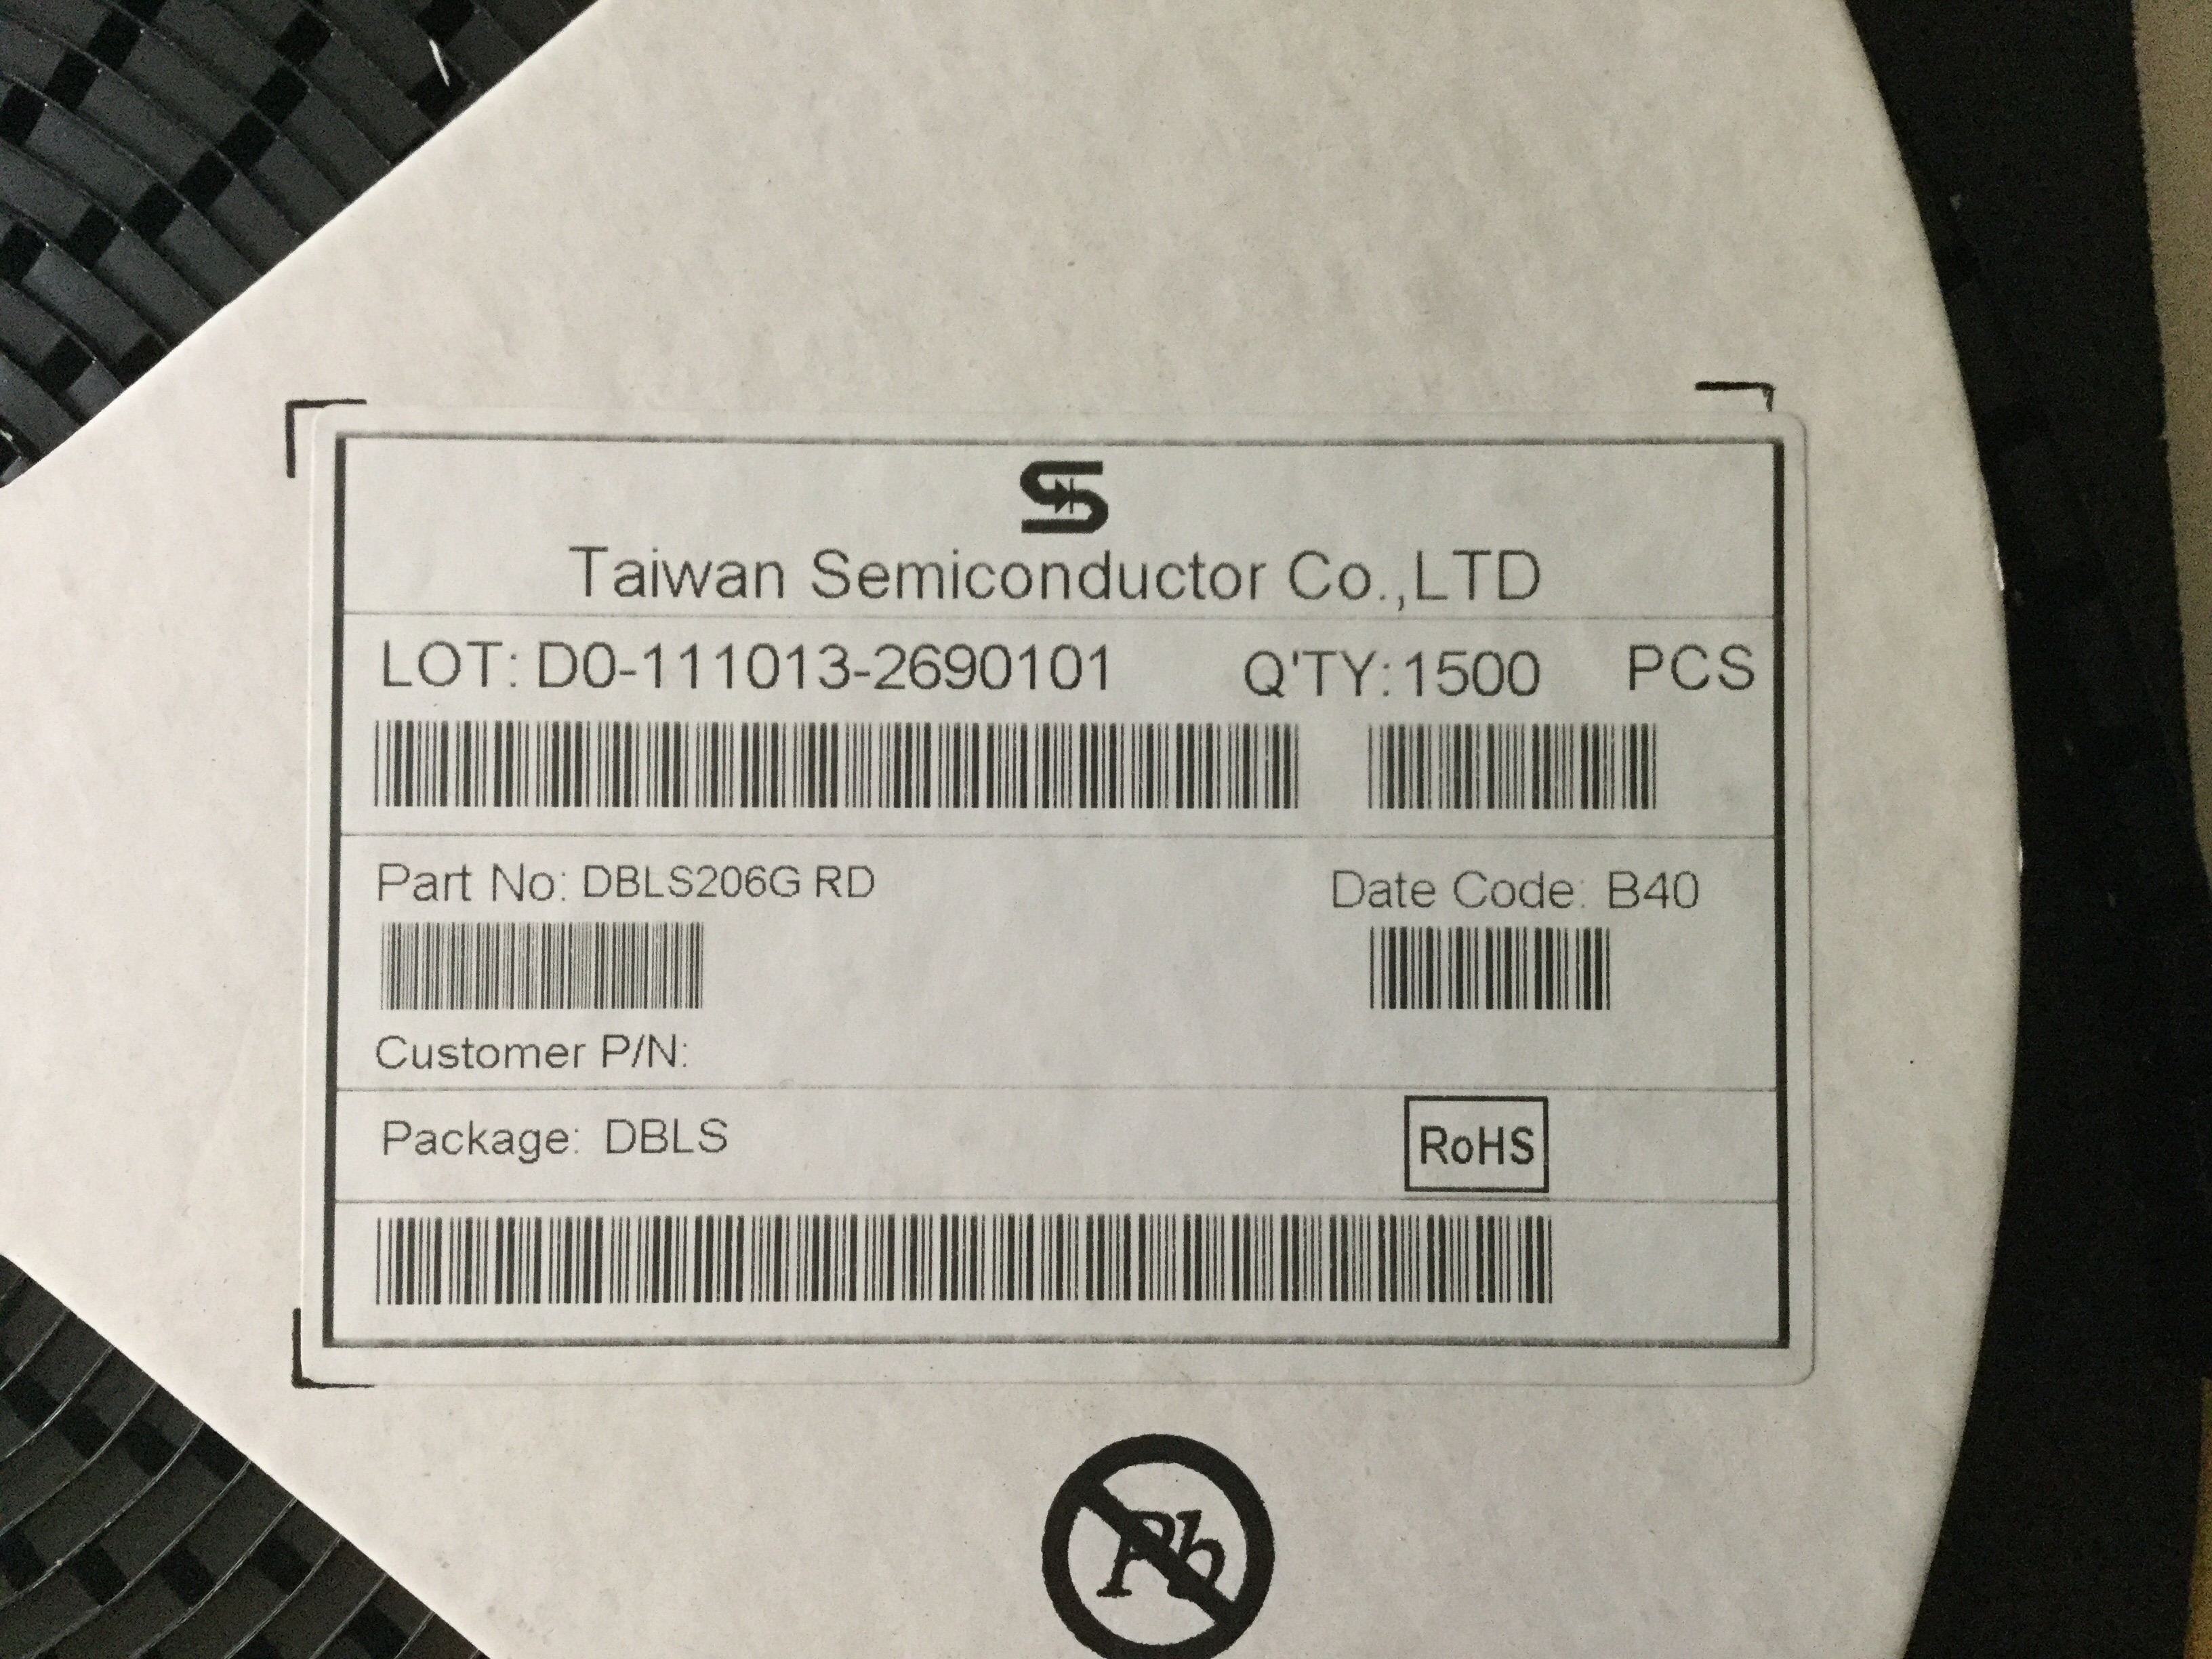 S
Taiwan Semiconductor Co.,LTD
LOT: D0-111013-2690101 Q'TY:1500 PCS
Part No: DBLS206G RD Date Code: B40
Customer P/N:
Package: DBLS RoHS
Pb